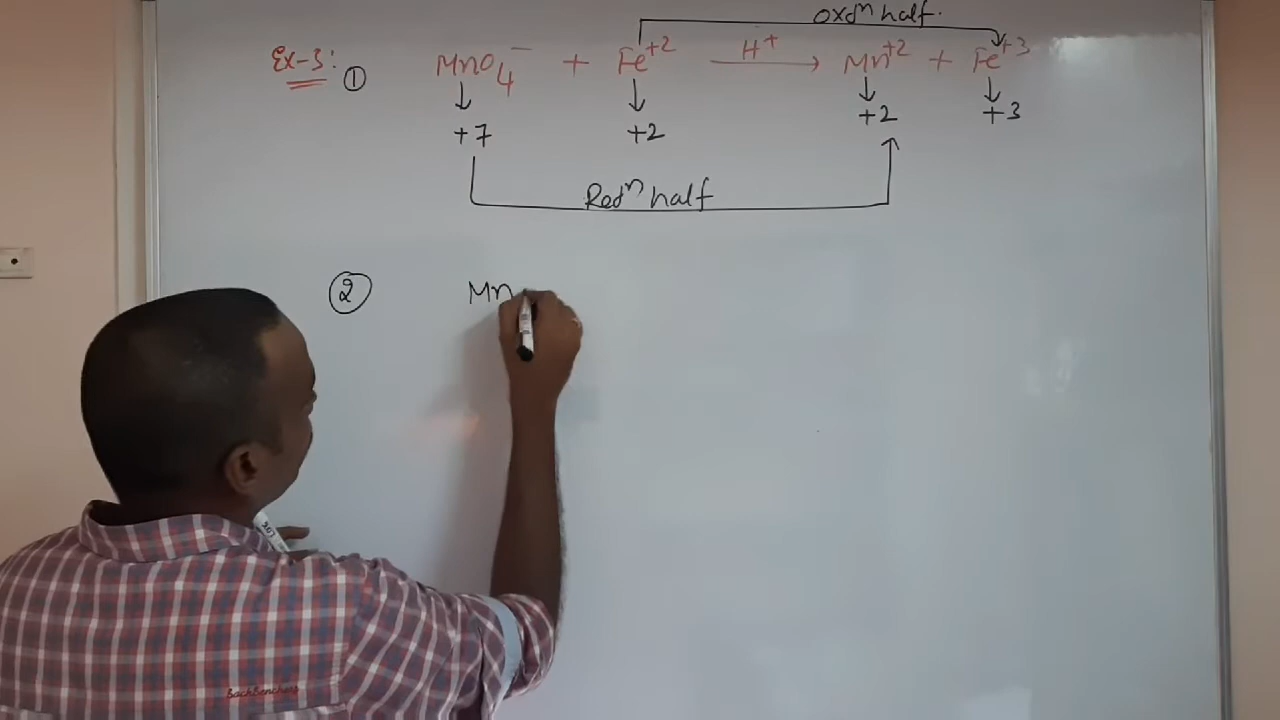 oxdⁿ half.
Ex-3: ① MnO₄⁻ + Fe⁺² H⁺→ Mn⁺² + Fe⁺³
↓ ↓ ↓ ↓
+7 +2 +2 +3
Redⁿ half
② Mn
BackBenchers